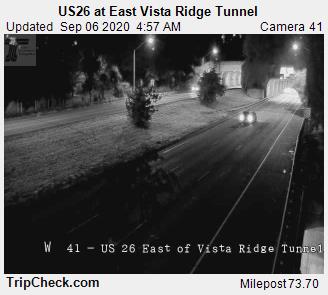 US26 at East Vista Ridge Tunnel
Updated Sep 06 2020 4:57 AM Camera 41
W 41 - US 26 East of Vista Ridge Tunnel
TripCheck.com Milepost 73.70